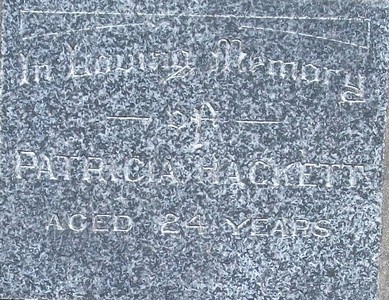 In Loving Memory
of
PATRICIA HACKETT
AGED 24 YEARS